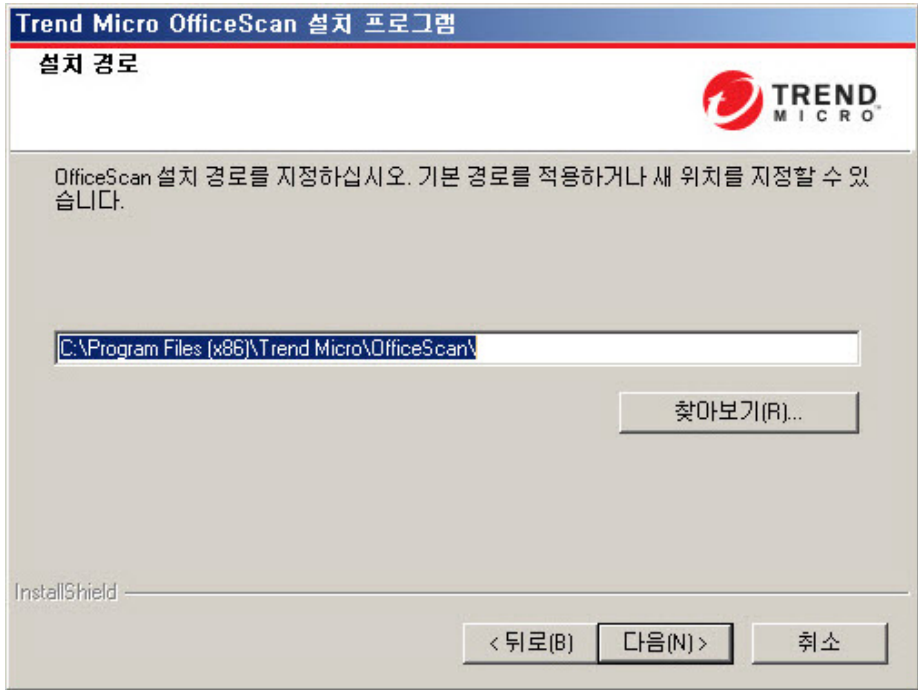 Trend Micro OfficeScan 설치 프로그램
설치 경로
TREND
MICRO
OfficeScan 설치 경로를 지정하십시오. 기본 경로를 적용하거나 새 위치를 지정할 수 있
습니다.
C:\Program Files (x86)\Trend Micro\OfficeScan\
찾아보기(R)...
InstallShield
< 뒤로(B) 다음(N) > 취소